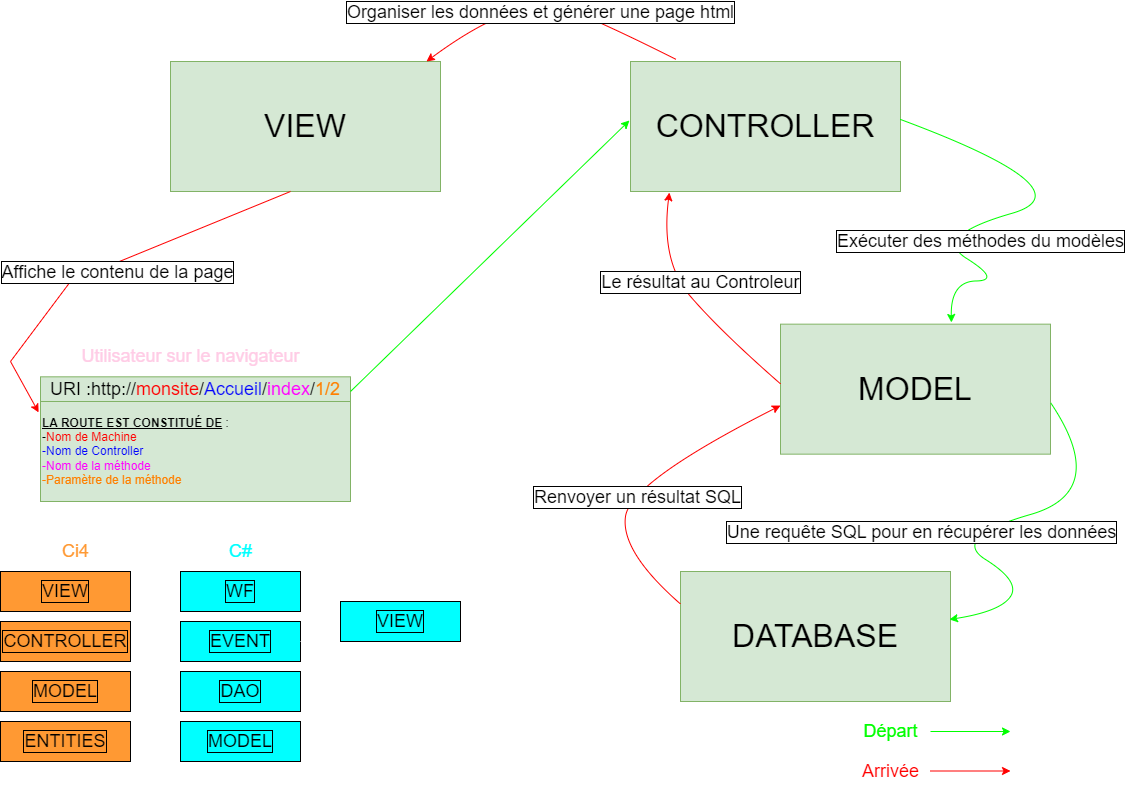 Organiser les données et générer une page html
VIEW
CONTROLLER
Exécuter des méthodes du modèles
Affiche le contenu de la page
Le résultat au Controleur
Utilisateur sur le navigateur
URI :http://monsite/Accueil/index/1/2
LA ROUTE EST CONSTITUÉ DE :
-Nom de Machine
-Nom de Controller
-Nom de la méthode
-Paramètre de la méthode
MODEL
Renvoyer un résultat SQL
Une requête SQL pour en récupérer les données
DATABASE
Ci4
VIEW
CONTROLLER
MODEL
ENTITIES
C#
WF
EVENT
DAO
MODEL
VIEW
Départ
Arrivée